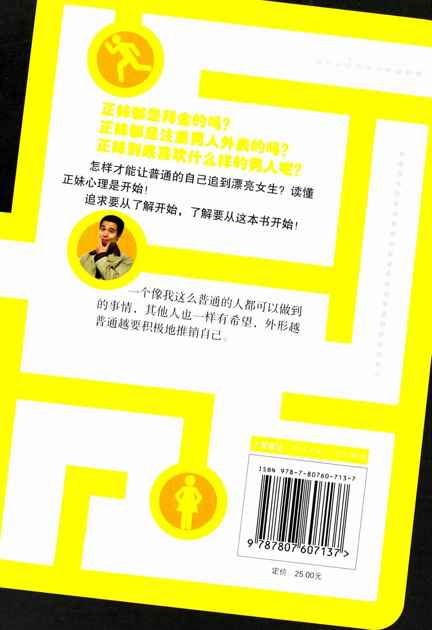 正妹都是拜金的吗?
正妹都是注重男人外表的吗?
正妹到底喜欢什么样的男人呢?
怎样才能让普通的自己追到漂亮女生? 读懂
正妹心理是开始!
追求要从了解开始, 了解要从这本书开始!
一个像我这么普通的人都可以做到
的事情, 其他人也一样有希望, 外形越
普通越要积极地推销自己。
ISBN 978-7-80760-713-7
9 787807 607137>
定价: 25.00元